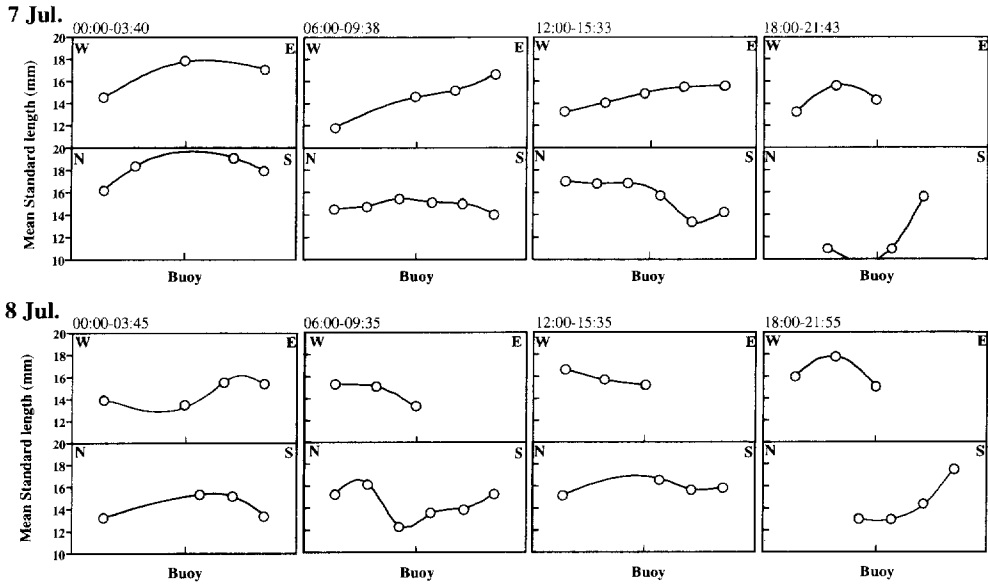 7 Jul.
00:00-03:40 06:00-09:38 12:00-15:33 18:00-21:43
Mean Standard length (mm)
20 W E W E W E W E
18
16
14
12
20 N S N S N S N S
18
16
14
12
10
Buoy Buoy Buoy Buoy
8 Jul.
00:00-03:45 06:00-09:35 12:00-15:35 18:00-21:55
Mean Standard length (mm)
20 W E W E W E W E
18
16
14
12
20 N S N S N S N S
18
16
14
12
10
Buoy Buoy Buoy Buoy